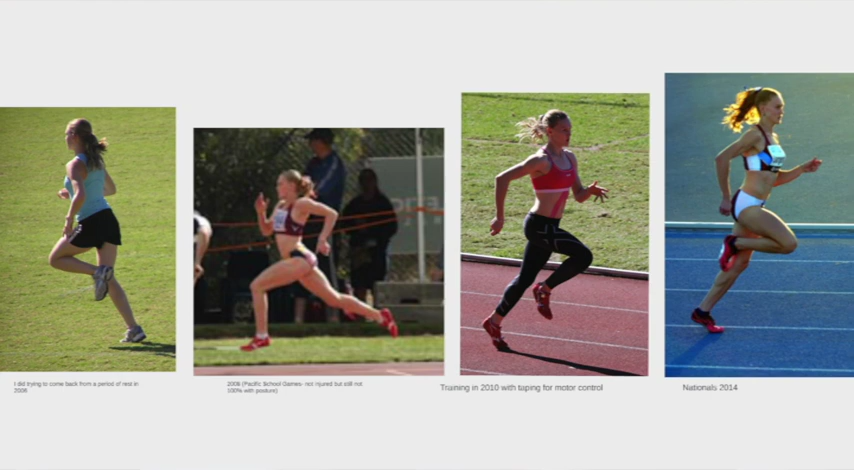 I did trying to come back from a period of rest in
2006
2008 (Pacific School Games- not injured but still not
100% with posture)
Training in 2010 with taping for motor control
Nationals 2014